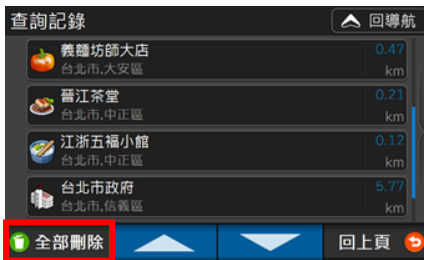 查詢記錄
回導航
義麵坊師大店
0.47
台北市,大安區
km
晉江茶堂
0.21
台北市,中正區
km
江浙五福小館
0.12
台北市,中正區
km
台北市政府
5.77
台北市,信義區
km
全部刪除
回上頁